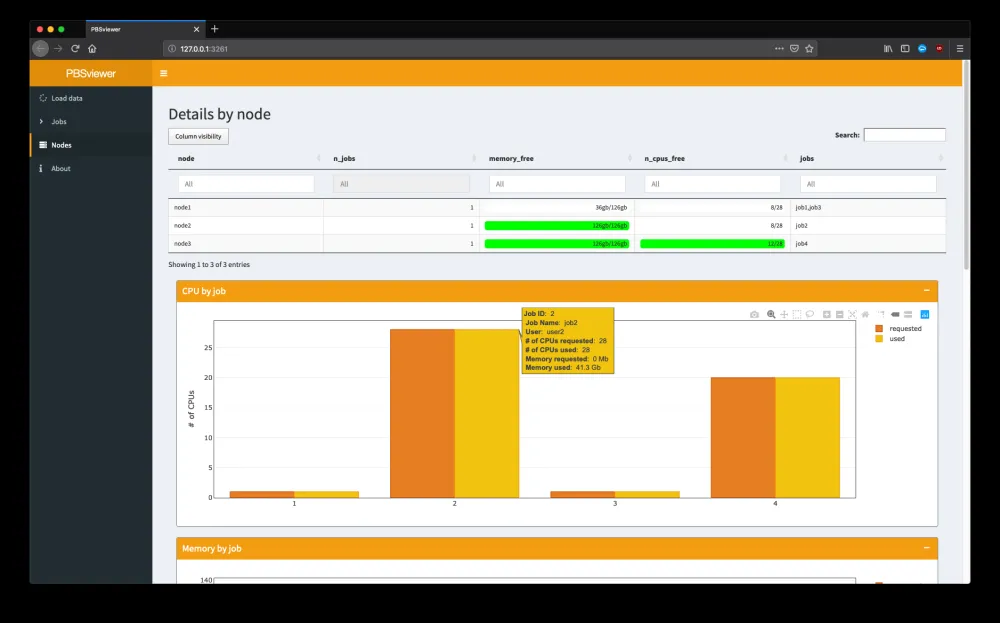 PBSviewer
127.0.0.1:3261
PBSviewer
Load data
Jobs
Nodes
About
Details by node
Column visibility
Search:
node n_jobs memory_free n_cpus_free jobs
All All All All All
node1 1 36gb/126gb 8/28 job1,job3
node2 1 126gb/126gb 8/28 job2
node3 1 126gb/126gb 12/28 job4
Showing 1 to 3 of 3 entries
CPU by job
Job ID: 2
Job Name: job2
User: user2
# of CPUs requested: 28
# of CPUs used: 28
Memory requested: 0 Mb
Memory used: 41.3 Gb
requested
used
# of CPUs
25
20
15
10
5
0
1 2 3 4
Memory by job
140